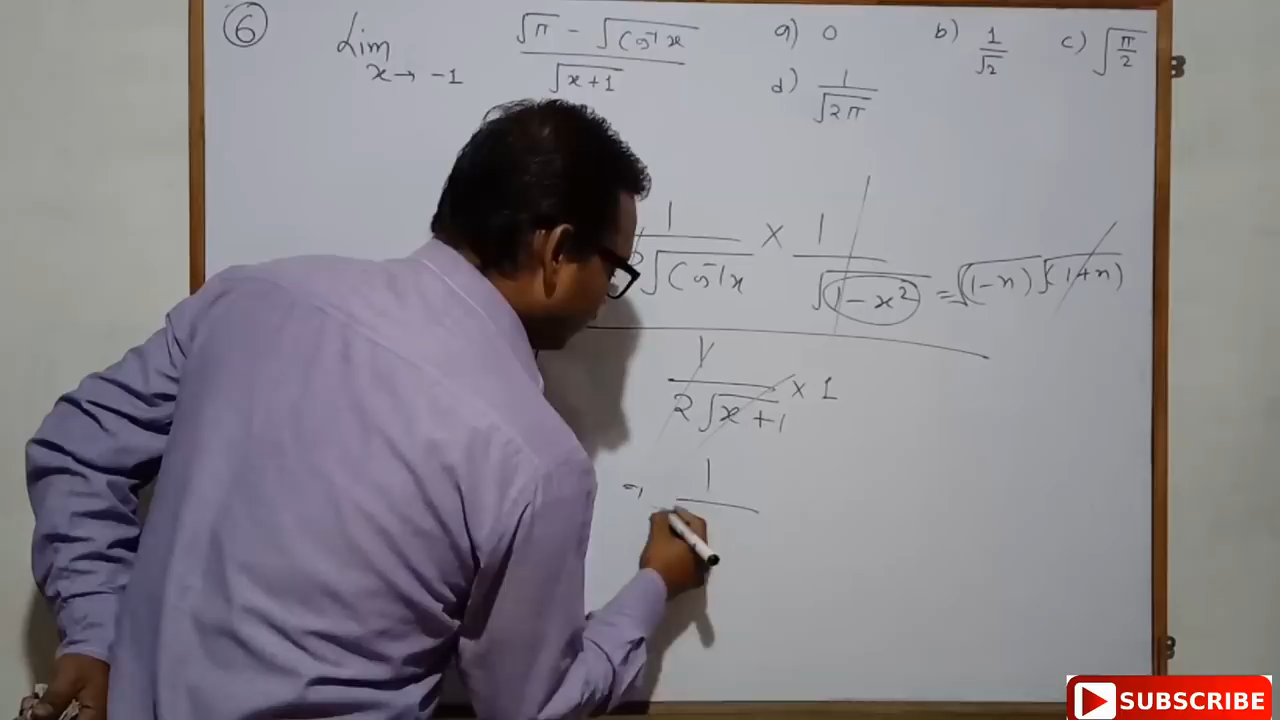 ⑥ Lim x→ -1 (√π - √(Cos⁻¹x)) / √(x+1) a) 0 b) 1/√2 c) √(π/2)
d) 1/√(2π)
1/(2√(Cos⁻¹x)) × 1/√(1-x²) = √(1-x) √(1+x)
1/(2√(x+1)) × 1
1
SUBSCRIBE